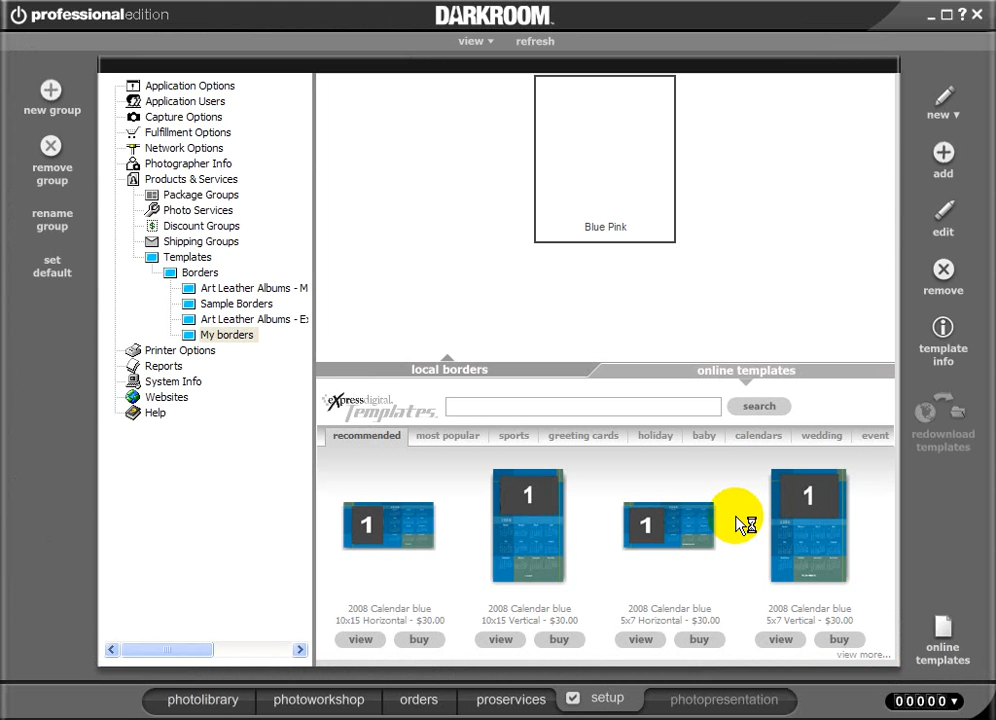 professionaledition
DARKROOM
view
refresh
new group
remove
group
rename
group
set
default
Application Options
Application Users
Capture Options
Fulfillment Options
Network Options
Photographer Info
Products & Services
Package Groups
Photo Services
Discount Groups
Shipping Groups
Templates
Borders
Art Leather Albums - M
Sample Borders
Art Leather Albums - Ex
My borders
Printer Options
Reports
System Info
Websites
Help
Blue Pink
local borders
online templates
eXpressdigital
Templates
search
recommended
most popular
sports
greeting cards
holiday
baby
calendars
wedding
event
1
1
1
1
2008 Calendar blue
10x15 Horizontal - $30.00
view
buy
2008 Calendar blue
10x15 Vertical - $30.00
view
buy
2008 Calendar blue
5x7 Horizontal - $30.00
view
buy
2008 Calendar blue
5x7 Vertical - $30.00
view
buy
view more...
new
add
edit
remove
template
info
redownload
templates
online
templates
photolibrary
photoworkshop
orders
proservices
setup
photopresentation
00000